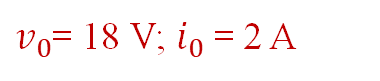 v₀= 18 V; i₀ = 2 A